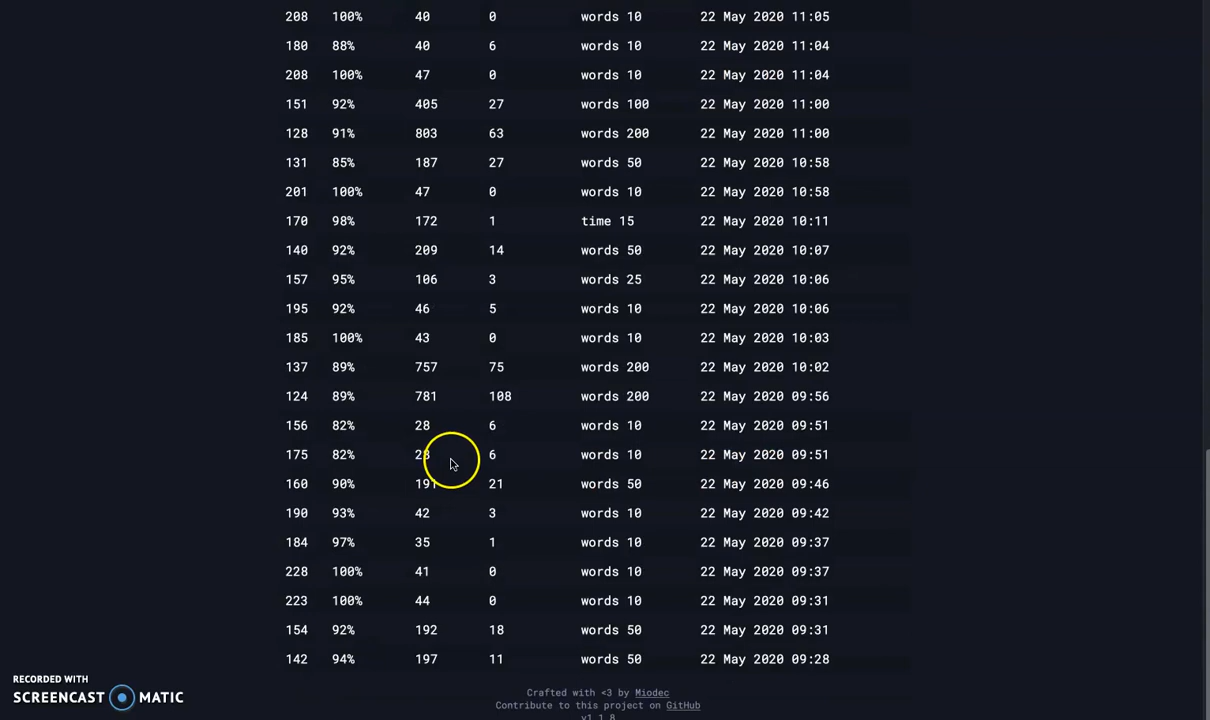 208 100% 40 0 words 10 22 May 2020 11:05
180 88% 40 6 words 10 22 May 2020 11:04
208 100% 47 0 words 10 22 May 2020 11:04
151 92% 405 27 words 100 22 May 2020 11:00
128 91% 803 63 words 200 22 May 2020 11:00
131 85% 187 27 words 50 22 May 2020 10:58
201 100% 47 0 words 10 22 May 2020 10:58
170 98% 172 1 time 15 22 May 2020 10:11
140 92% 209 14 words 50 22 May 2020 10:07
157 95% 106 3 words 25 22 May 2020 10:06
195 92% 46 5 words 10 22 May 2020 10:06
185 100% 43 0 words 10 22 May 2020 10:03
137 89% 757 75 words 200 22 May 2020 10:02
124 89% 781 108 words 200 22 May 2020 09:56
156 82% 28 6 words 10 22 May 2020 09:51
175 82% 28 6 words 10 22 May 2020 09:51
160 90% 191 21 words 50 22 May 2020 09:46
190 93% 42 3 words 10 22 May 2020 09:42
184 97% 35 1 words 10 22 May 2020 09:37
228 100% 41 0 words 10 22 May 2020 09:37
223 100% 44 0 words 10 22 May 2020 09:31
154 92% 192 18 words 50 22 May 2020 09:31
142 94% 197 11 words 50 22 May 2020 09:28
Crafted with <3 by Miodec
Contribute to this project on GitHub
v1.1.8
RECORDED WITH
SCREENCAST MATIC